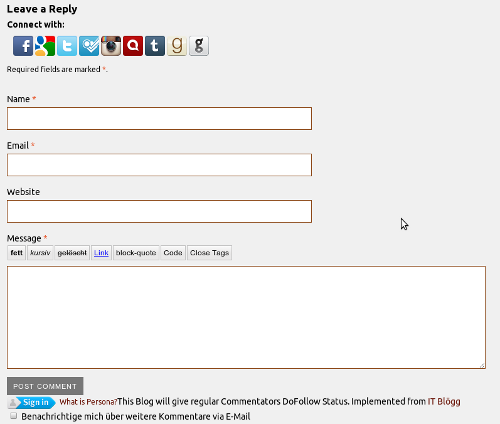 Leave a Reply
Connect with:
Required fields are marked *.
Name *
Email *
Website
Message *
fett kursiv gelöscht Link block-quote Code Close Tags
POST COMMENT
Sign in What is Persona?This Blog will give regular Commentators DoFollow Status. Implemented from IT Blögg
Benachrichtige mich über weitere Kommentare via E-Mail